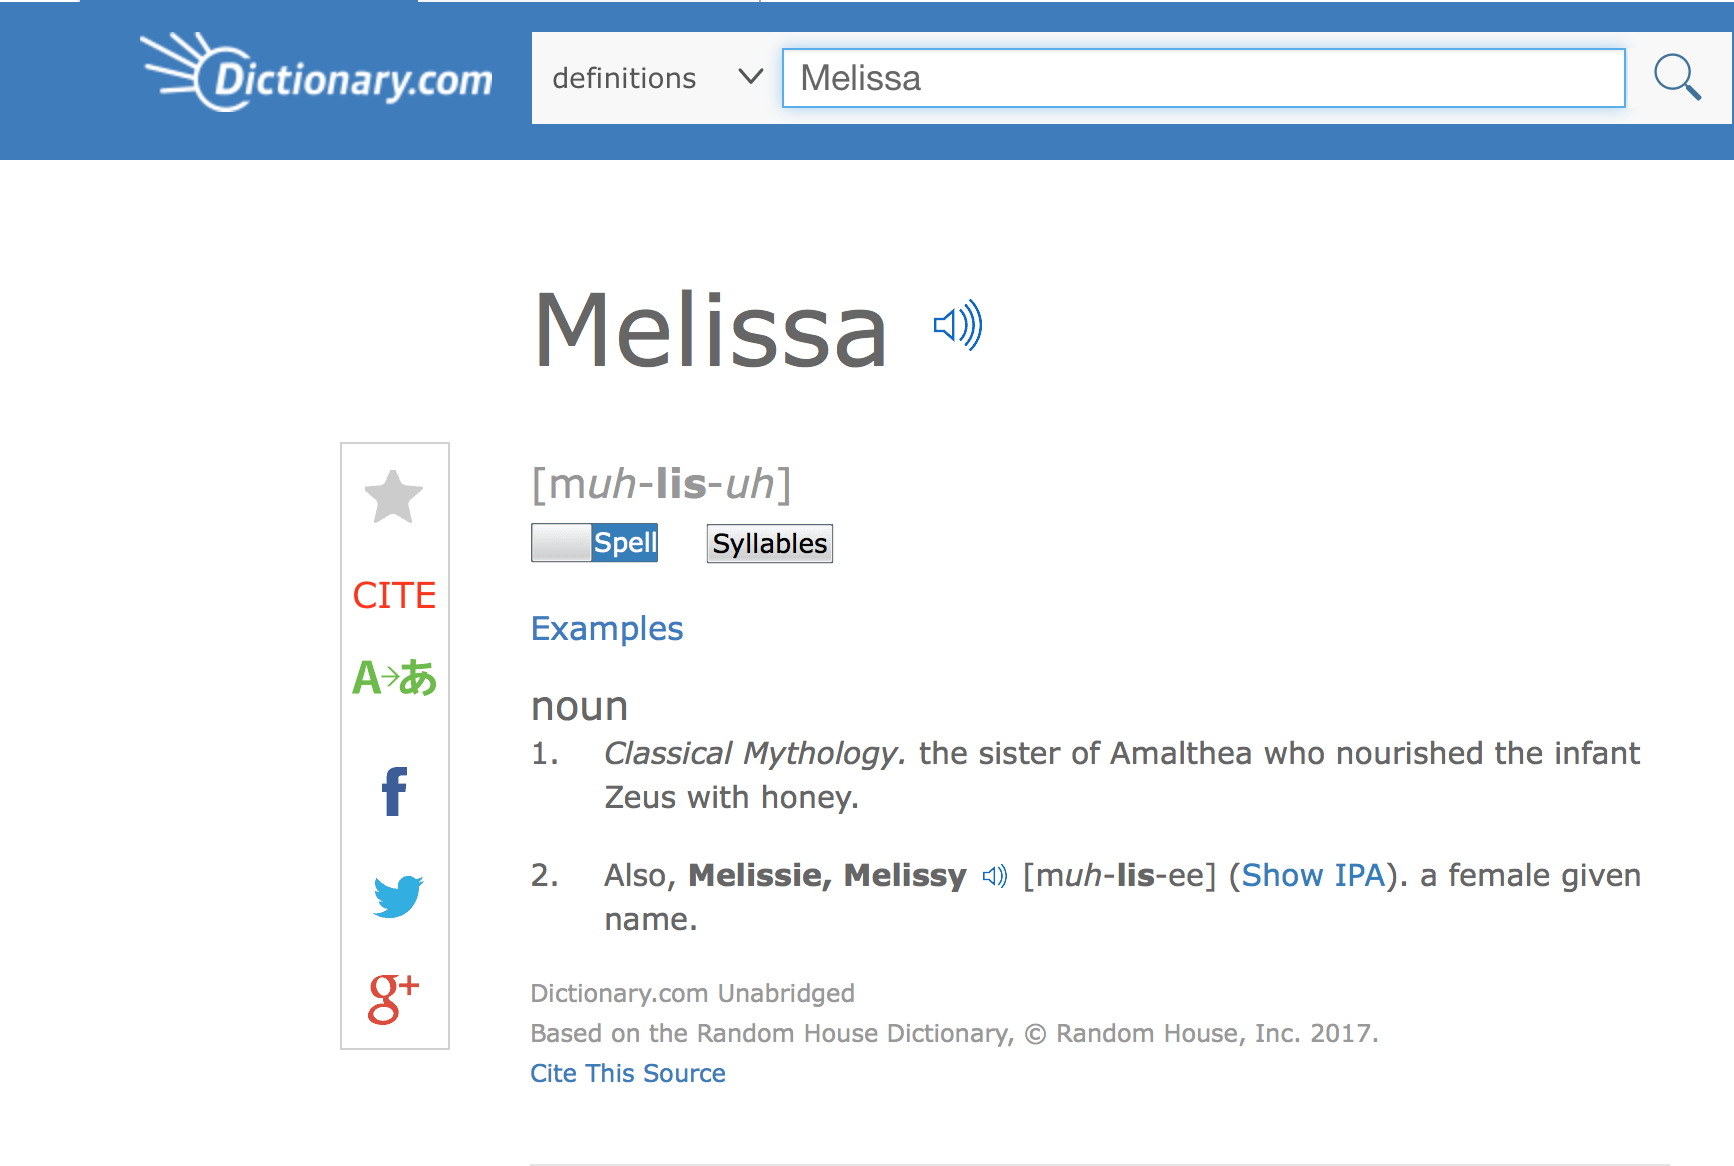 Dictionary.com
definitions
Melissa
Melissa
[muh-lis-uh]
Spell
Syllables
CITE
A→あ
Examples
f
noun
1. Classical Mythology. the sister of Amalthea who nourished the infant
Zeus with honey.
2. Also, Melissie, Melissy [muh-lis-ee] (Show IPA). a female given
name.
g+
Dictionary.com Unabridged
Based on the Random House Dictionary, © Random House, Inc. 2017.
Cite This Source